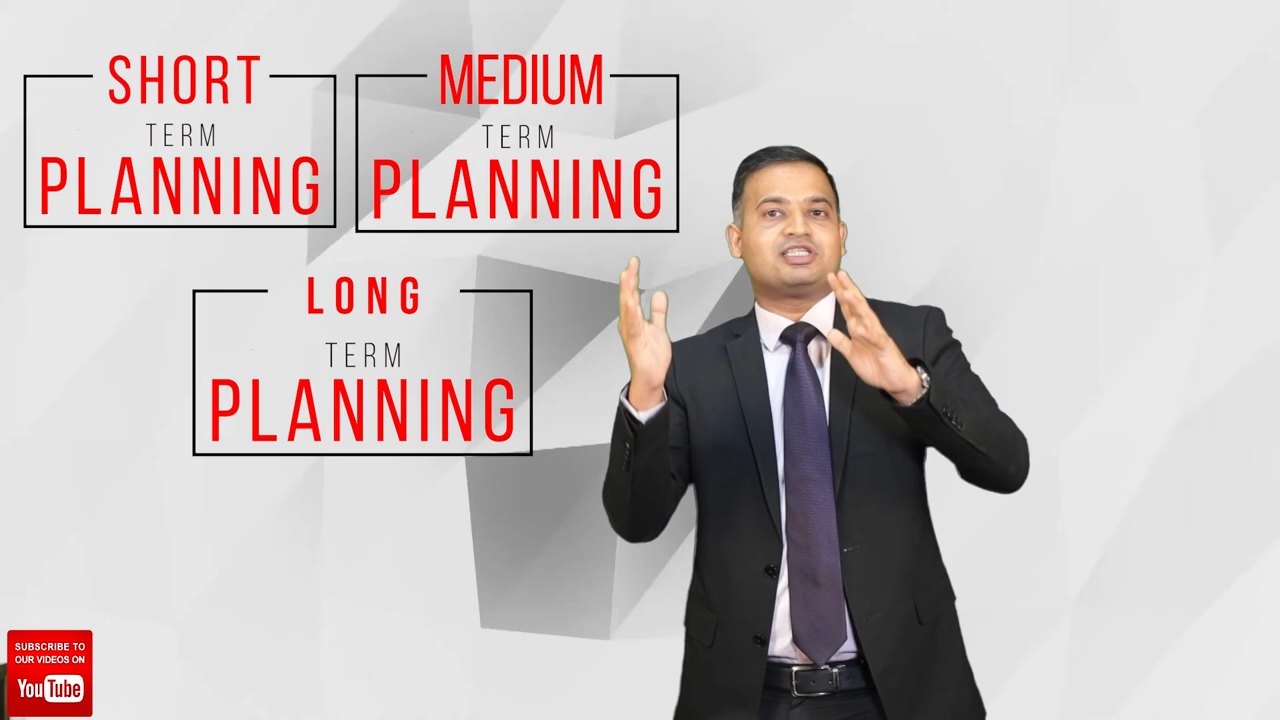 SHORT
TERM
PLANNING
MEDIUM
TERM
PLANNING
LONG
TERM
PLANNING
SUBSCRIBE TO
OUR VIDEOS ON
YouTube